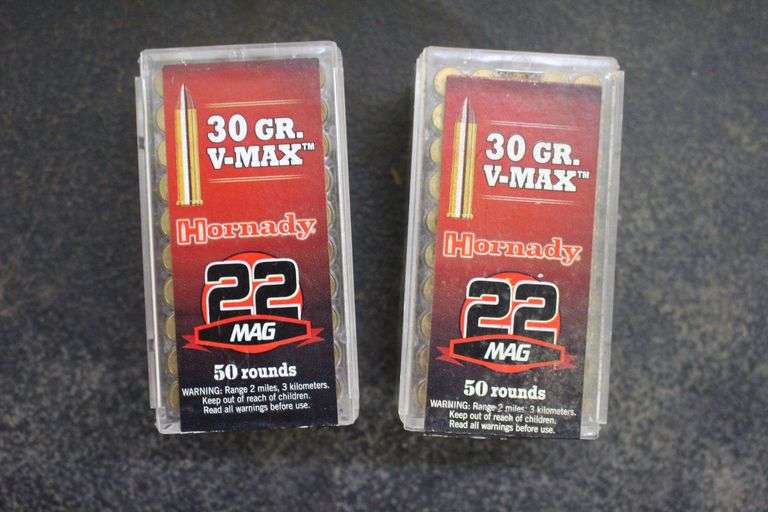 30 GR.
V-MAX™
Hornady
22
MAG
50 rounds
WARNING: Range 2 miles, 3 kilometers.
Keep out of reach of children.
Read all warnings before use.
30 GR.
V-MAX™
Hornady
22
MAG
50 rounds
WARNING: Range 2 miles, 3 kilometers.
Keep out of reach of children.
Read all warnings before use.